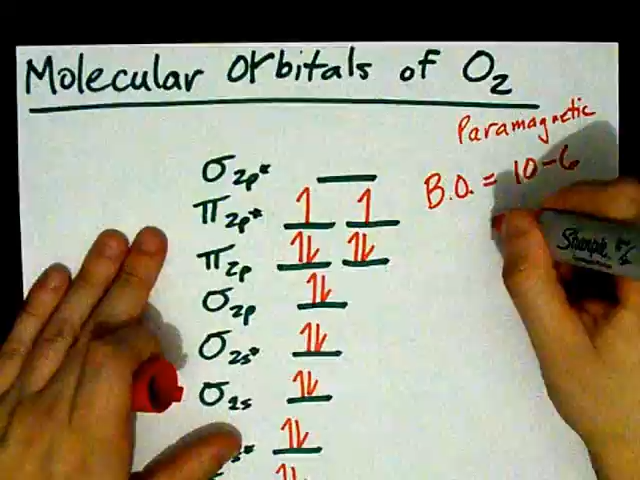 Molecular Orbitals of O₂
Paramagnetic
B.O. = 10-6
σ₂ₚ*
π₂ₚ*
π₂ₚ
σ₂ₚ
σ₂ₛ*
σ₂ₛ
Sharpie